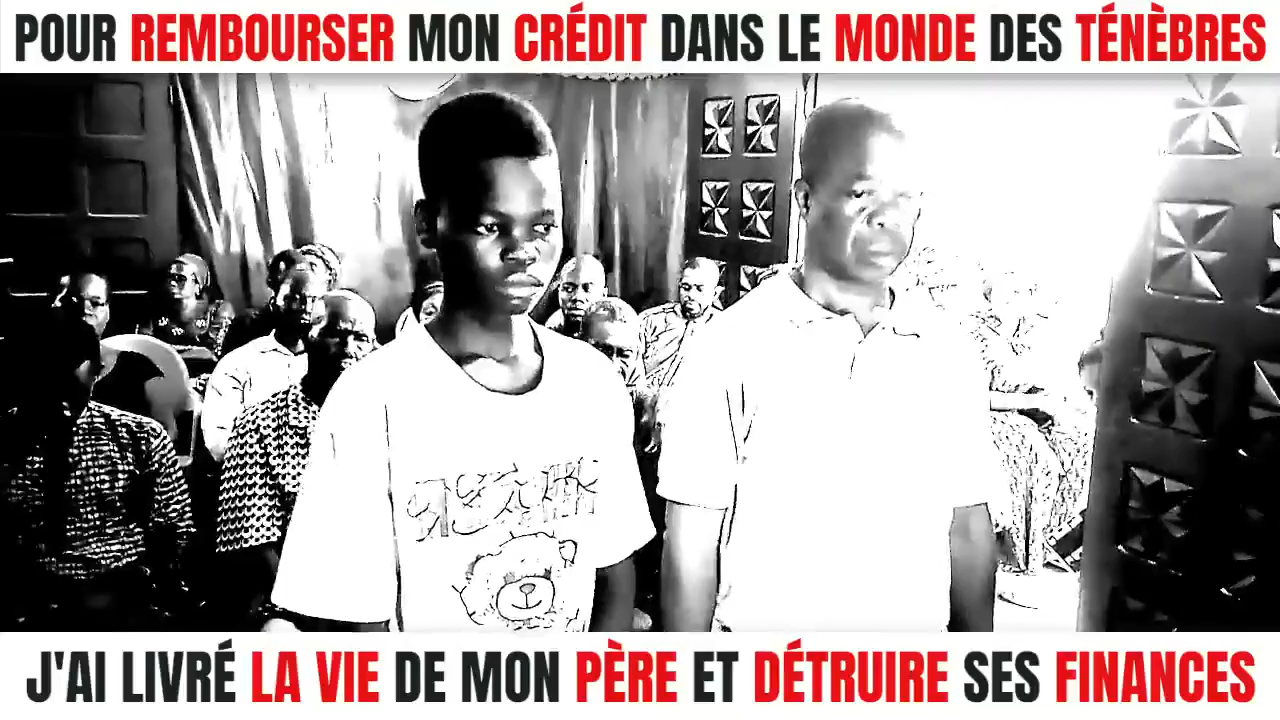 POUR REMBOURSER MON CRÉDIT DANS LE MONDE DES TÉNÈBRES
J'AI LIVRÉ LA VIE DE MON PÈRE ET DÉTRUIRE SES FINANCES